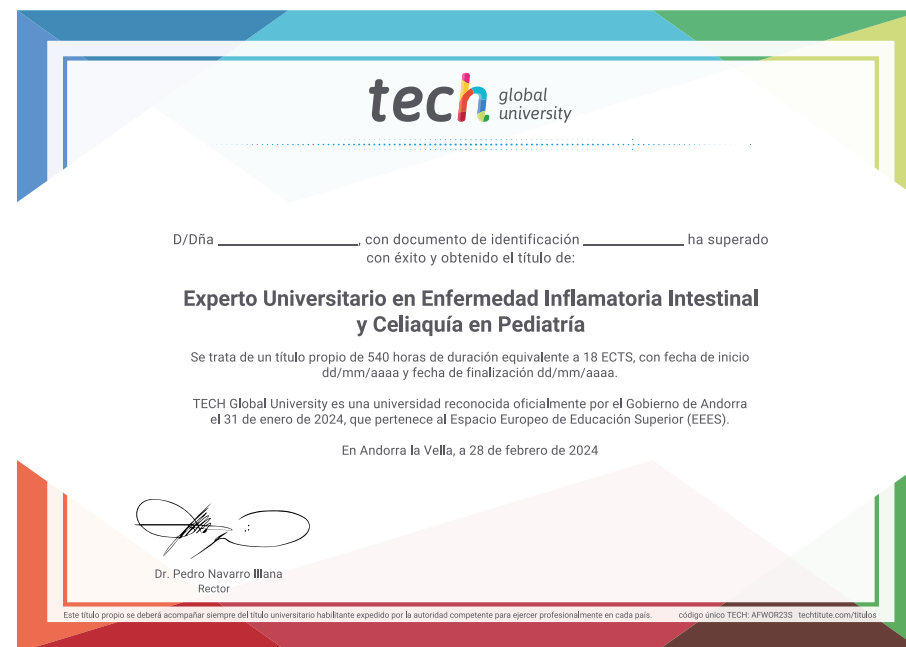 tech global university
D/Dña ______________, con documento de identificación __________ ha superado
con éxito y obtenido el título de:
Experto Universitario en Enfermedad Inflamatoria Intestinal
y Celiaquía en Pediatría
Se trata de un título propio de 540 horas de duración equivalente a 18 ECTS, con fecha de inicio
dd/mm/aaaa y fecha de finalización dd/mm/aaaa.
TECH Global University es una universidad reconocida oficialmente por el Gobierno de Andorra
el 31 de enero de 2024, que pertenece al Espacio Europeo de Educación Superior (EEES).
En Andorra la Vella, a 28 de febrero de 2024
Dr. Pedro Navarro Illana
Rector
Este título propio se deberá acompañar siempre del título universitario habilitante expedido por la autoridad competente para ejercer profesionalmente en cada país. código único TECH: AFWOR23S techtitute.com/titulos